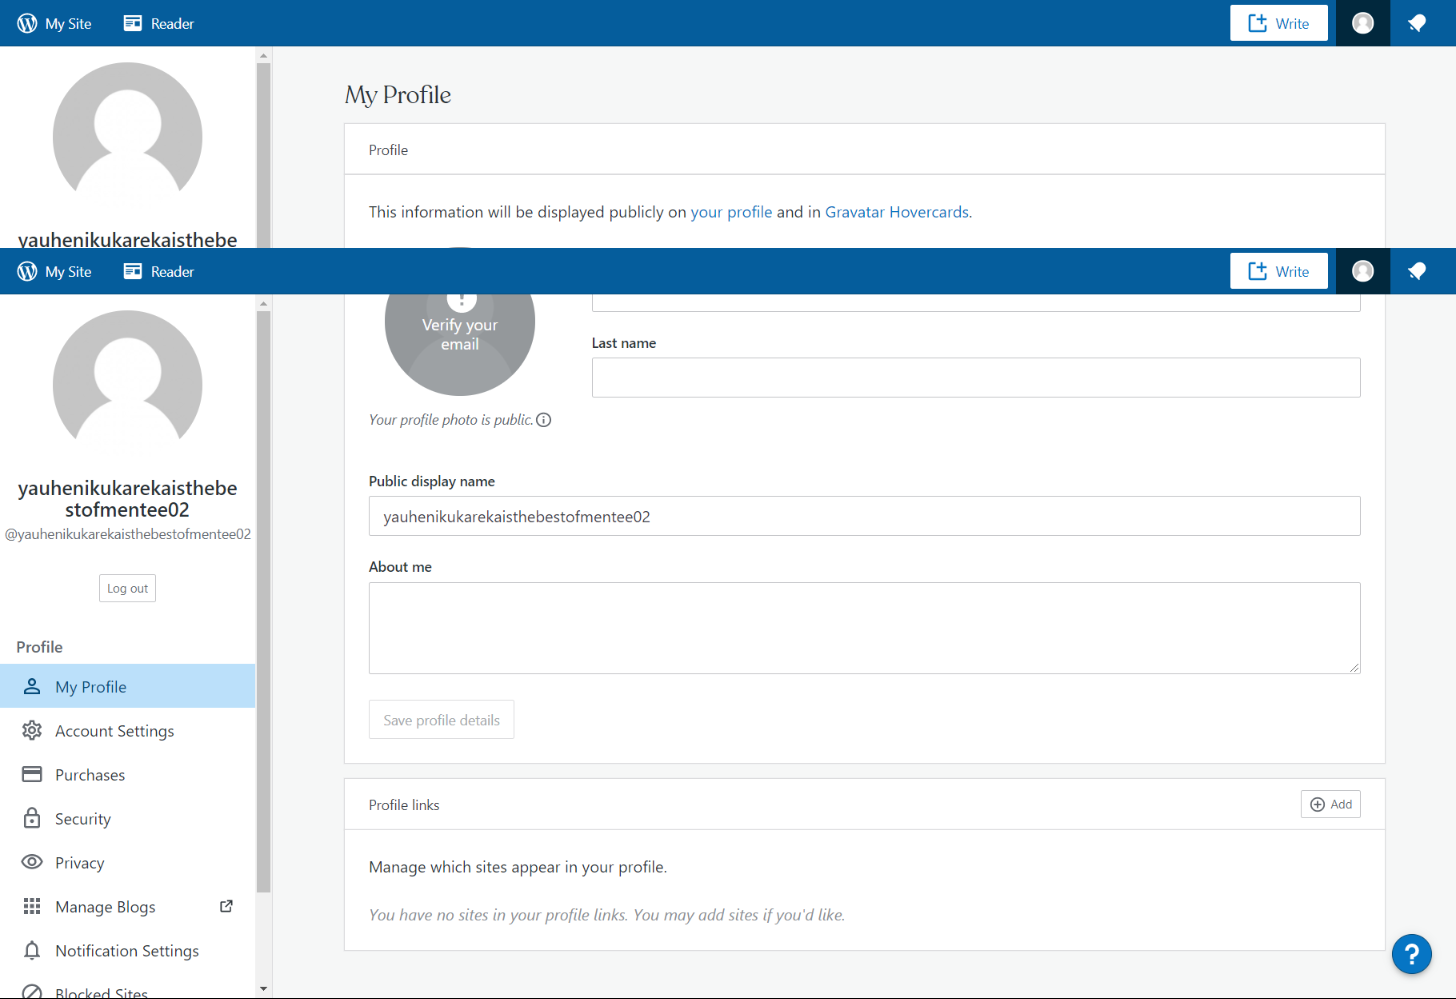 My Site
Reader
Write
yauhenikukarekaisthebe
My Profile
Profile
This information will be displayed publicly on your profile and in Gravatar Hovercards.
My Site
Reader
Write
yauhenikukarekaisthebe
stofmentee02
@yauhenikukarekaisthebestofmentee02
Log out
Profile
My Profile
Account Settings
Purchases
Security
Privacy
Manage Blogs
Notification Settings
Blocked Sites
!
Verify your
email
Your profile photo is public.
Last name
Public display name
yauhenikukarekaisthebestofmentee02
About me
Save profile details
Profile links
Add
Manage which sites appear in your profile.
You have no sites in your profile links. You may add sites if you'd like.
?